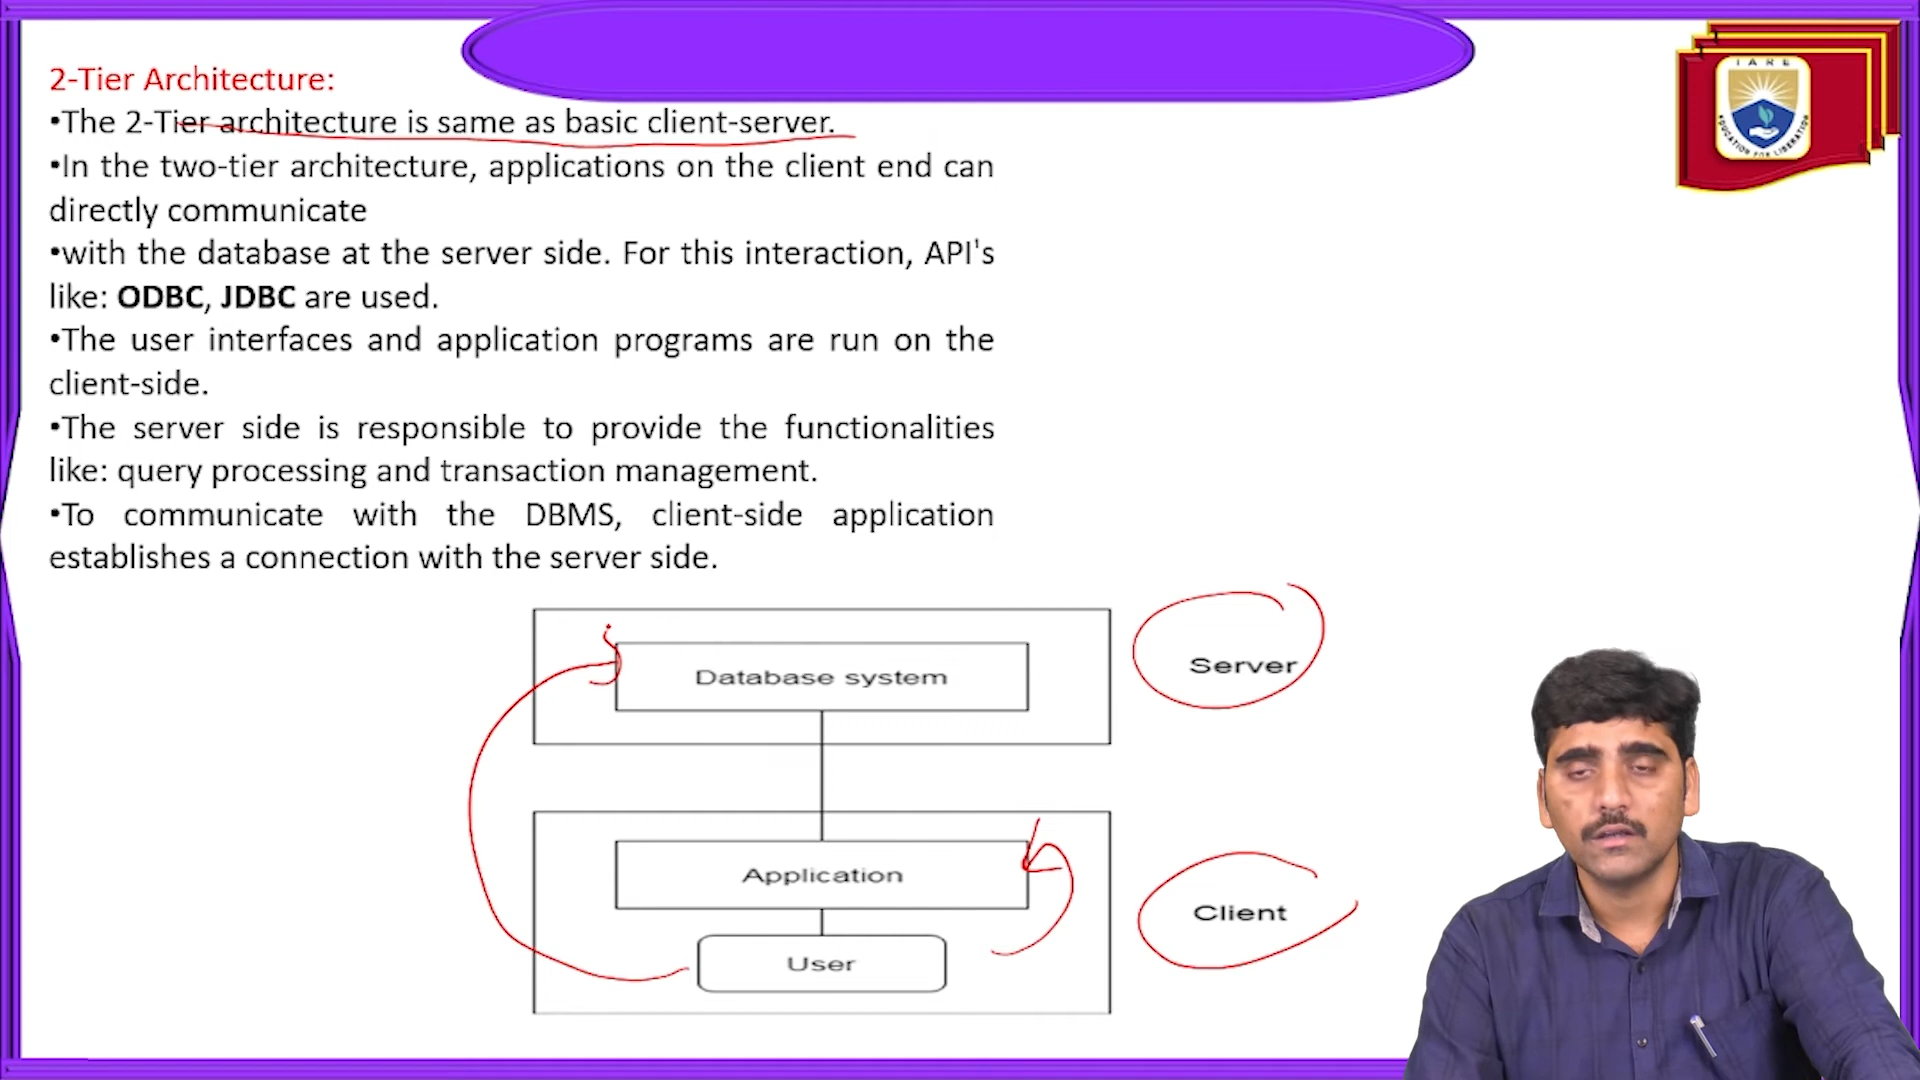 2-Tier Architecture:
•The 2-Tier architecture is same as basic client-server.
•In the two-tier architecture, applications on the client end can
directly communicate
•with the database at the server side. For this interaction, API's
like: ODBC, JDBC are used.
•The user interfaces and application programs are run on the
client-side.
•The server side is responsible to provide the functionalities
like: query processing and transaction management.
•To communicate with the DBMS, client-side application
establishes a connection with the server side.
IARE
EDUCATION FOR LIBERATION
Database system
Server
Application
Client
User